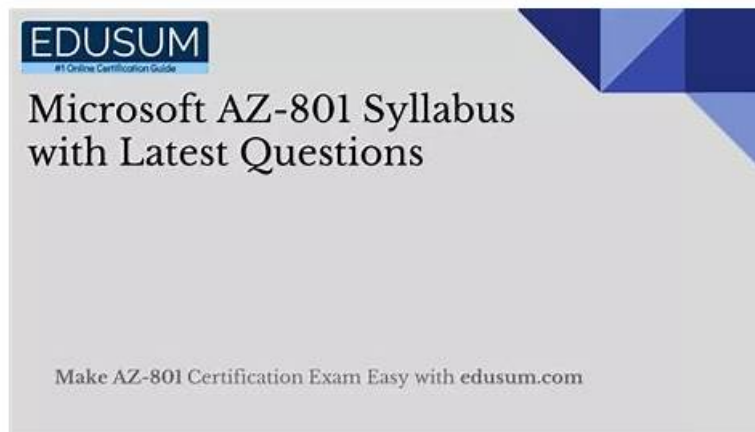 EDUSUM
#1 Online Certification Guide
Microsoft AZ-801 Syllabus
with Latest Questions
Make AZ-801 Certification Exam Easy with edusum.com